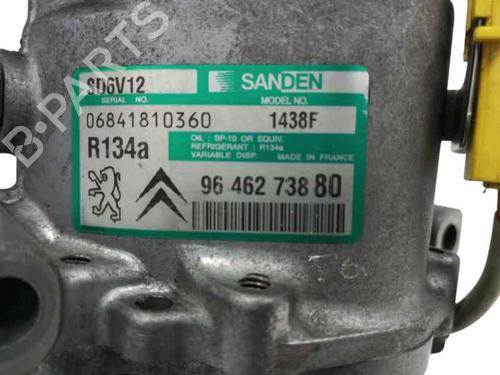 SD6V12 SANDEN
SERIAL NO. MODEL NO.
06841810360 1438F
R134a
OIL : SP-10 OR EQUIV.
REFRIGERANT : R134a
VARIABLE DISP. MADE IN FRANCE
96 462 738 80
T6
B-PARTS